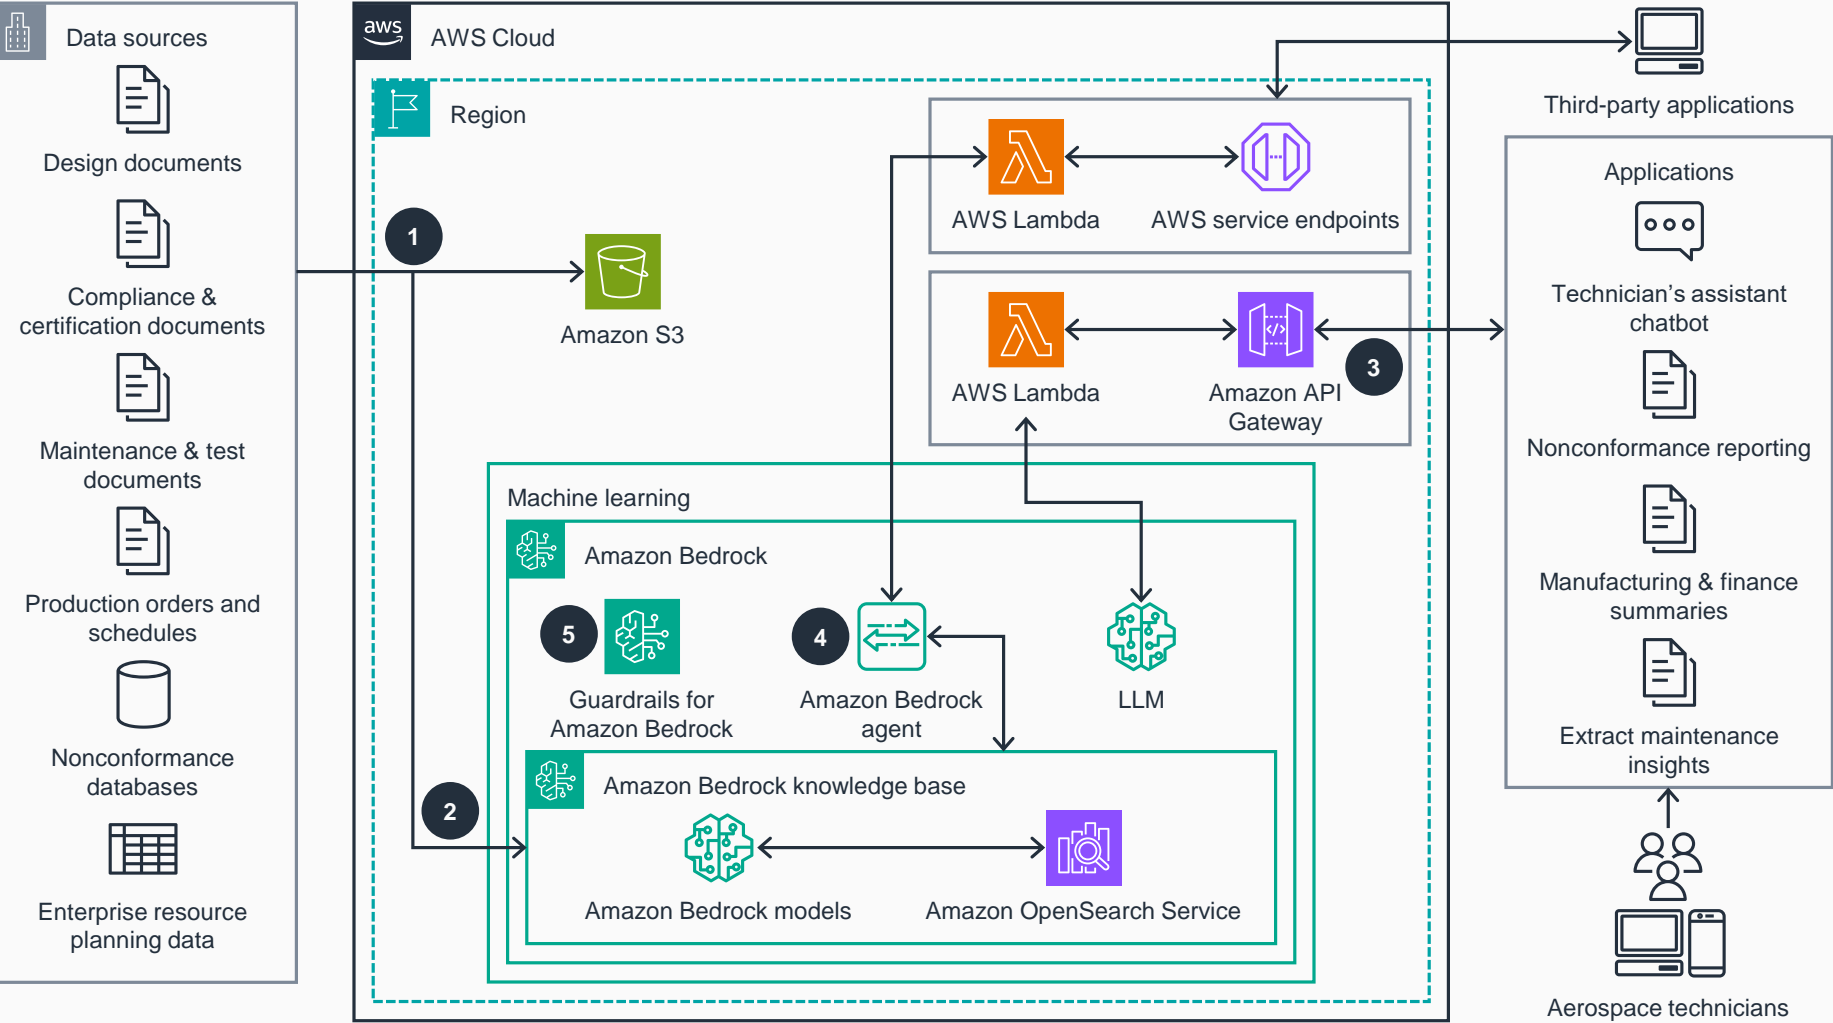 Data sources
Design documents
Compliance &
certification documents
Maintenance & test
documents
Production orders and
schedules
Nonconformance
databases
Enterprise resource
planning data
aws
AWS Cloud
Region
1
Amazon S3
AWS Lambda
AWS service endpoints
AWS Lambda
Amazon API
Gateway
3
Machine learning
Amazon Bedrock
5
Guardrails for
Amazon Bedrock
4
Amazon Bedrock
agent
LLM
2
Amazon Bedrock knowledge base
Amazon Bedrock models
Amazon OpenSearch Service
Third-party applications
Applications
Technician’s assistant
chatbot
Nonconformance reporting
Manufacturing & finance
summaries
Extract maintenance
insights
Aerospace technicians